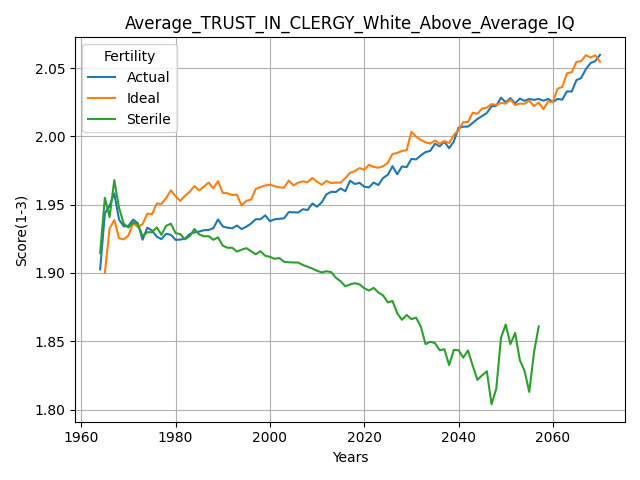 Average_TRUST_IN_CLERGY_White_Above_Average_IQ
Fertility
Actual
Ideal
Sterile
Score(1-3)
2.05
2.00
1.95
1.90
1.85
1.80
1960
1980
2000
2020
2040
2060
Years